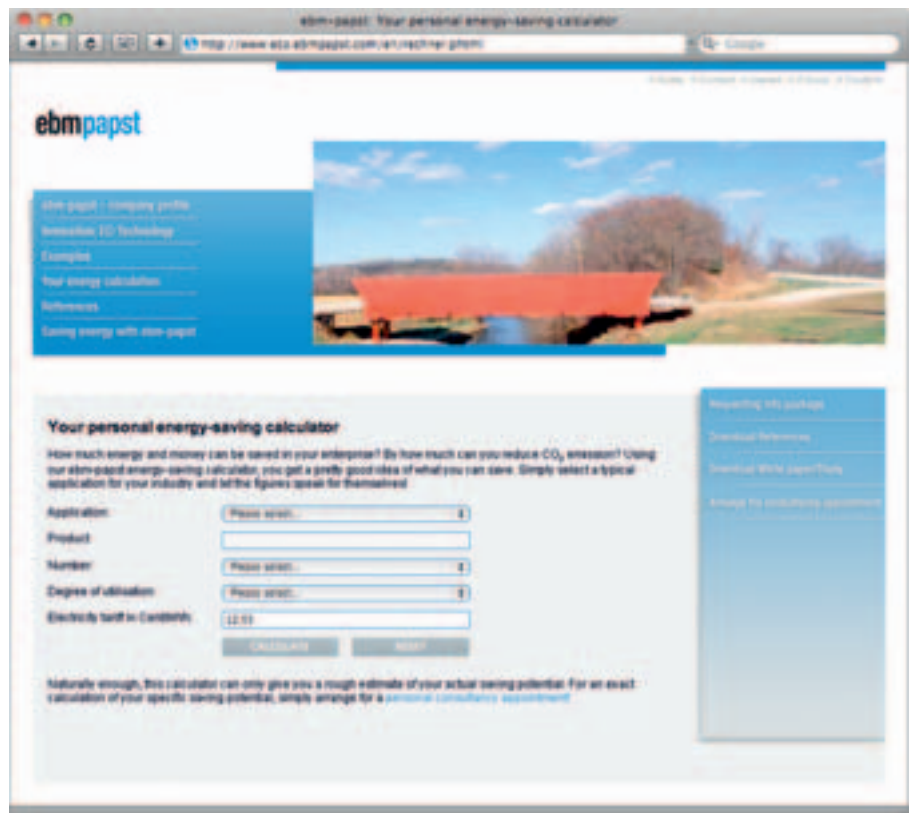 ebm-papst: Your personal energy-saving calculator
Google
ebmpapst
ebm-papst - company profile
Innovative EC-Technology
Examples
Your energy calculation
References
Saving energy with ebm-papst
Requesting info package
Download References
Download White paper/Study
Arrange for consultancy appointment
Your personal energy-saving calculator
How much energy and money can be saved in your enterprise? By how much can you reduce CO₂ emission? Using
our ebm-papst energy-saving calculator, you get a pretty good idea of what you can save. Simply select a typical
application for your industry and let the figures speak for themselves!
Application:
Please select...
Product:
Number:
Please select...
Degree of utilisation:
Please select...
Electricity tariff in Cent/kWh:
CALCULATE
RESET
Naturally enough, this calculator can only give you a rough estimate of your actual saving potential. For an exact
calculation of your specific saving potential, simply arrange for a personal consultancy appointment!